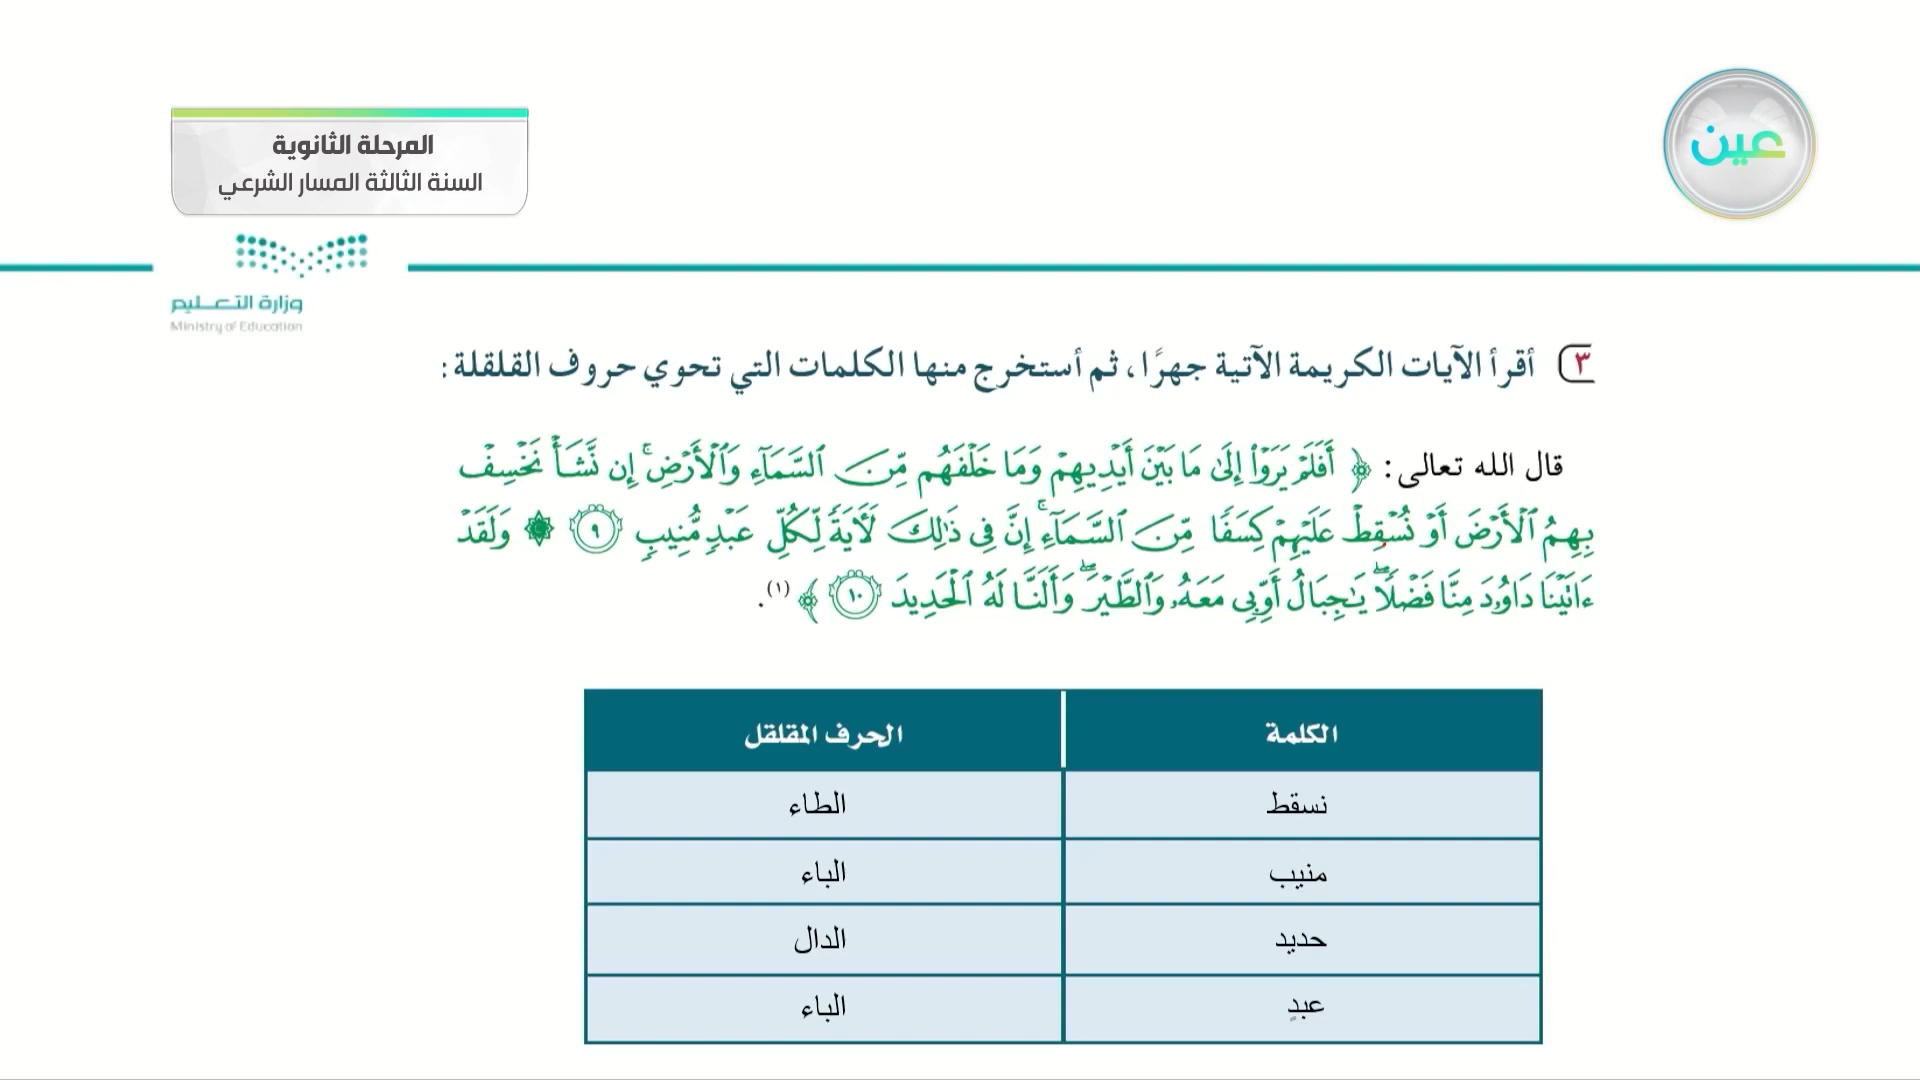 عين
المرحلة الثانوية
السنة الثالثة المسار الشرعي
وزارة التعليم
Ministry of Education
٣ أقرأ الآيات الكريمة الآتية جهرًا، ثم أستخرج منها الكلمات التي تحوي حروف القلقلة:
قال الله تعالى: ﴿ أَفَلَمْ يَرَوْا۟ إِلَىٰ مَا بَيْنَ أَيْدِيهِمْ وَمَا خَلْفَهُم مِّنَ ٱلسَّمَآءِ وَٱلْأَرْضِ ۚ إِن نَّشَأْ نَخْسِفْ
بِهِمُ ٱلْأَرْضَ أَوْ نُسْقِطْ عَلَيْهِمْ كِسَفًا مِّنَ ٱلسَّمَآءِ ۚ إِنَّ فِى ذَٰلِكَ لَـَٔايَةً لِّكُلِّ عَبْدٍ مُّنِيبٍ ٩ ۞ وَلَقَدْ
ءَاتَيْنَا دَاوُۥدَ مِنَّا فَضْلًا ۖ يَـٰجِبَالُ أَوِّبِى مَعَهُۥ وَٱلطَّيْرَ ۖ وَأَلَنَّا لَهُ ٱلْحَدِيدَ ١٠ ﴾ (١).
الكلمة الحرف المقلقل
نسقط الطاء
منيب الباء
حديد الدال
عبدٍ الباء